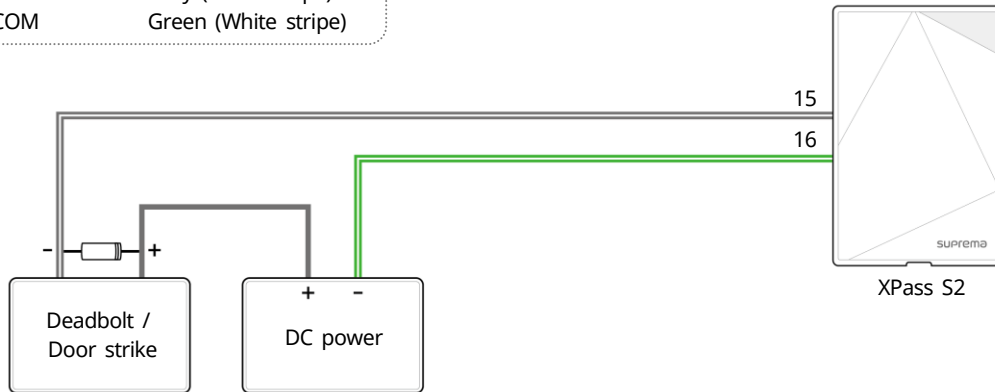 COM Green (White stripe)
15
16
suprema
XPass S2
- +
+ -
Deadbolt /
Door strike
DC power